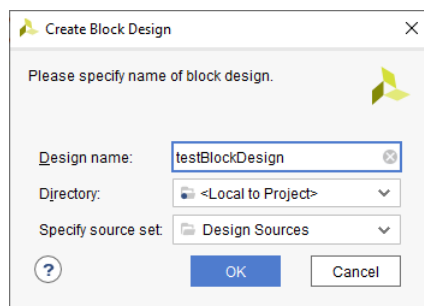 Create Block Design
Please specify name of block design.
Design name: testBlockDesign
Directory: <Local to Project>
Specify source set: Design Sources
? OK Cancel